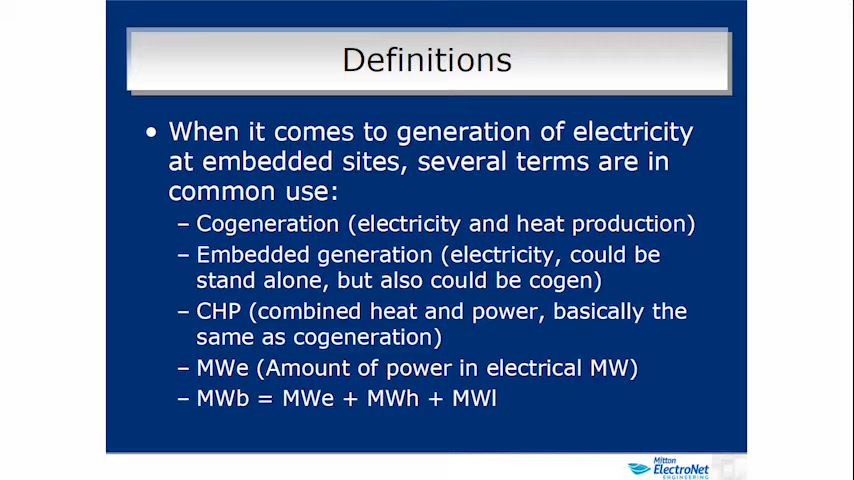 Definitions
• When it comes to generation of electricity
at embedded sites, several terms are in
common use:
– Cogeneration (electricity and heat production)
– Embedded generation (electricity, could be
stand alone, but also could be cogen)
– CHP (combined heat and power, basically the
same as cogeneration)
– MWe (Amount of power in electrical MW)
– MWb = MWe + MWh + MWl
Mitton
ElectroNet
ENGINEERING